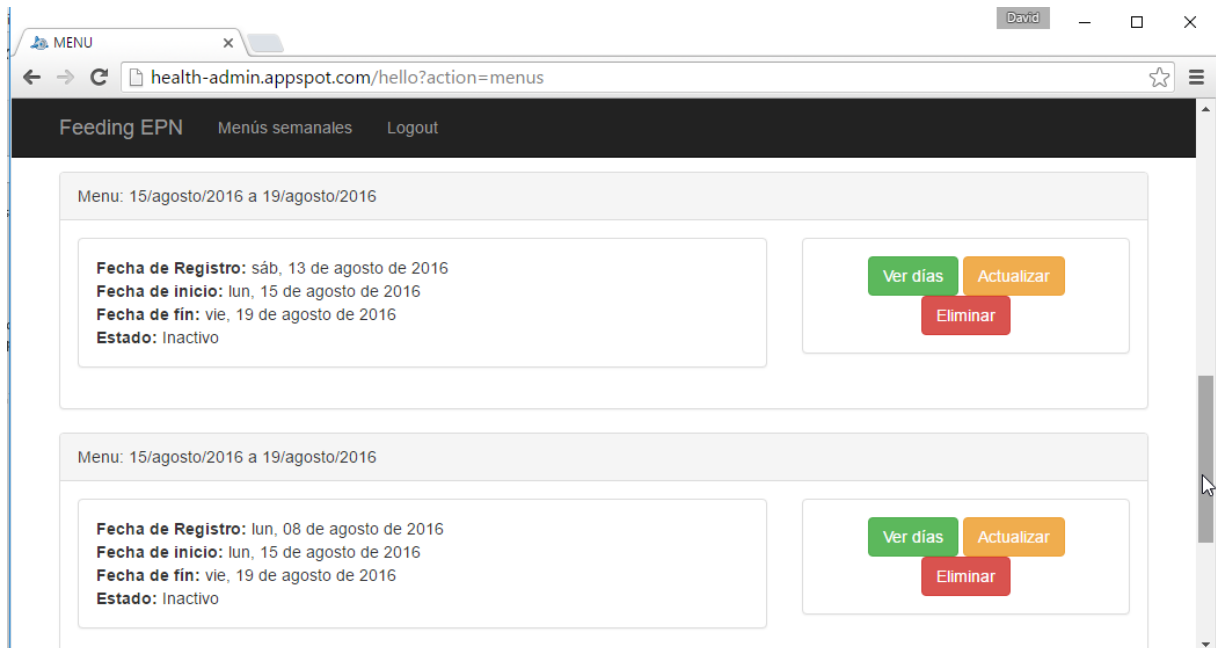 David
MENU
health-admin.appspot.com/hello?action=menus
Feeding EPN Menús semanales Logout
Menu: 15/agosto/2016 a 19/agosto/2016
Fecha de Registro: sáb, 13 de agosto de 2016
Fecha de inicio: lun, 15 de agosto de 2016
Fecha de fín: vie, 19 de agosto de 2016
Estado: Inactivo
Ver días Actualizar
Eliminar
Menu: 15/agosto/2016 a 19/agosto/2016
Fecha de Registro: lun, 08 de agosto de 2016
Fecha de inicio: lun, 15 de agosto de 2016
Fecha de fín: vie, 19 de agosto de 2016
Estado: Inactivo
Ver días Actualizar
Eliminar